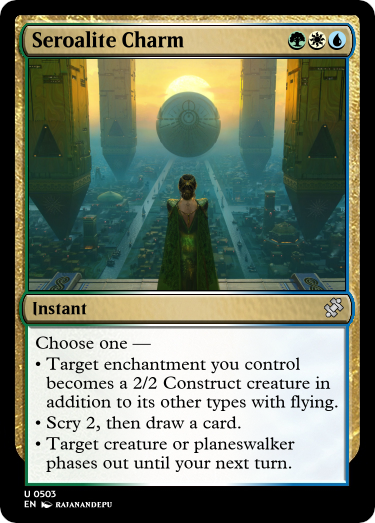 Seroalite Charm
Instant
Choose one —
• Target enchantment you control
becomes a 2/2 Construct creature in
addition to its other types with flying.
• Scry 2, then draw a card.
• Target creature or planeswalker
phases out until your next turn.
U 0503
EN RAJANANDEPU